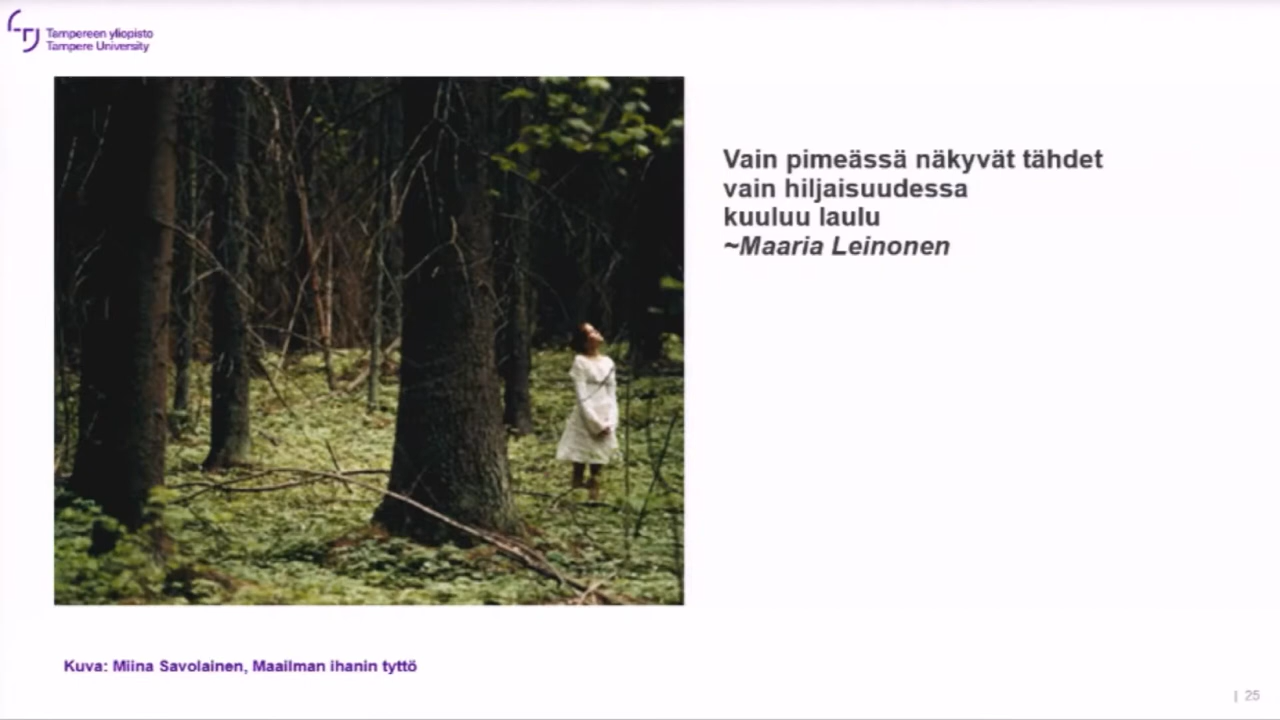 Tampereen yliopisto
Tampere University
Vain pimeässä näkyvät tähdet
vain hiljaisuudessa
kuuluu laulu
~Maaria Leinonen
Kuva: Miina Savolainen, Maailman ihanin tyttö
| 25